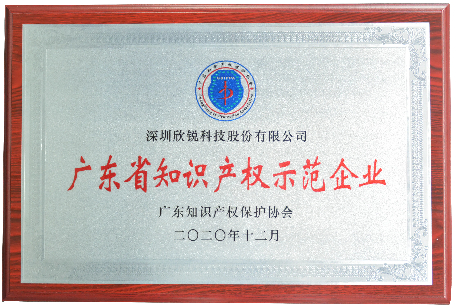 深圳欣锐科技股份有限公司
广东省知识产权示范企业
广东知识产权保护协会
二〇二〇年十二月